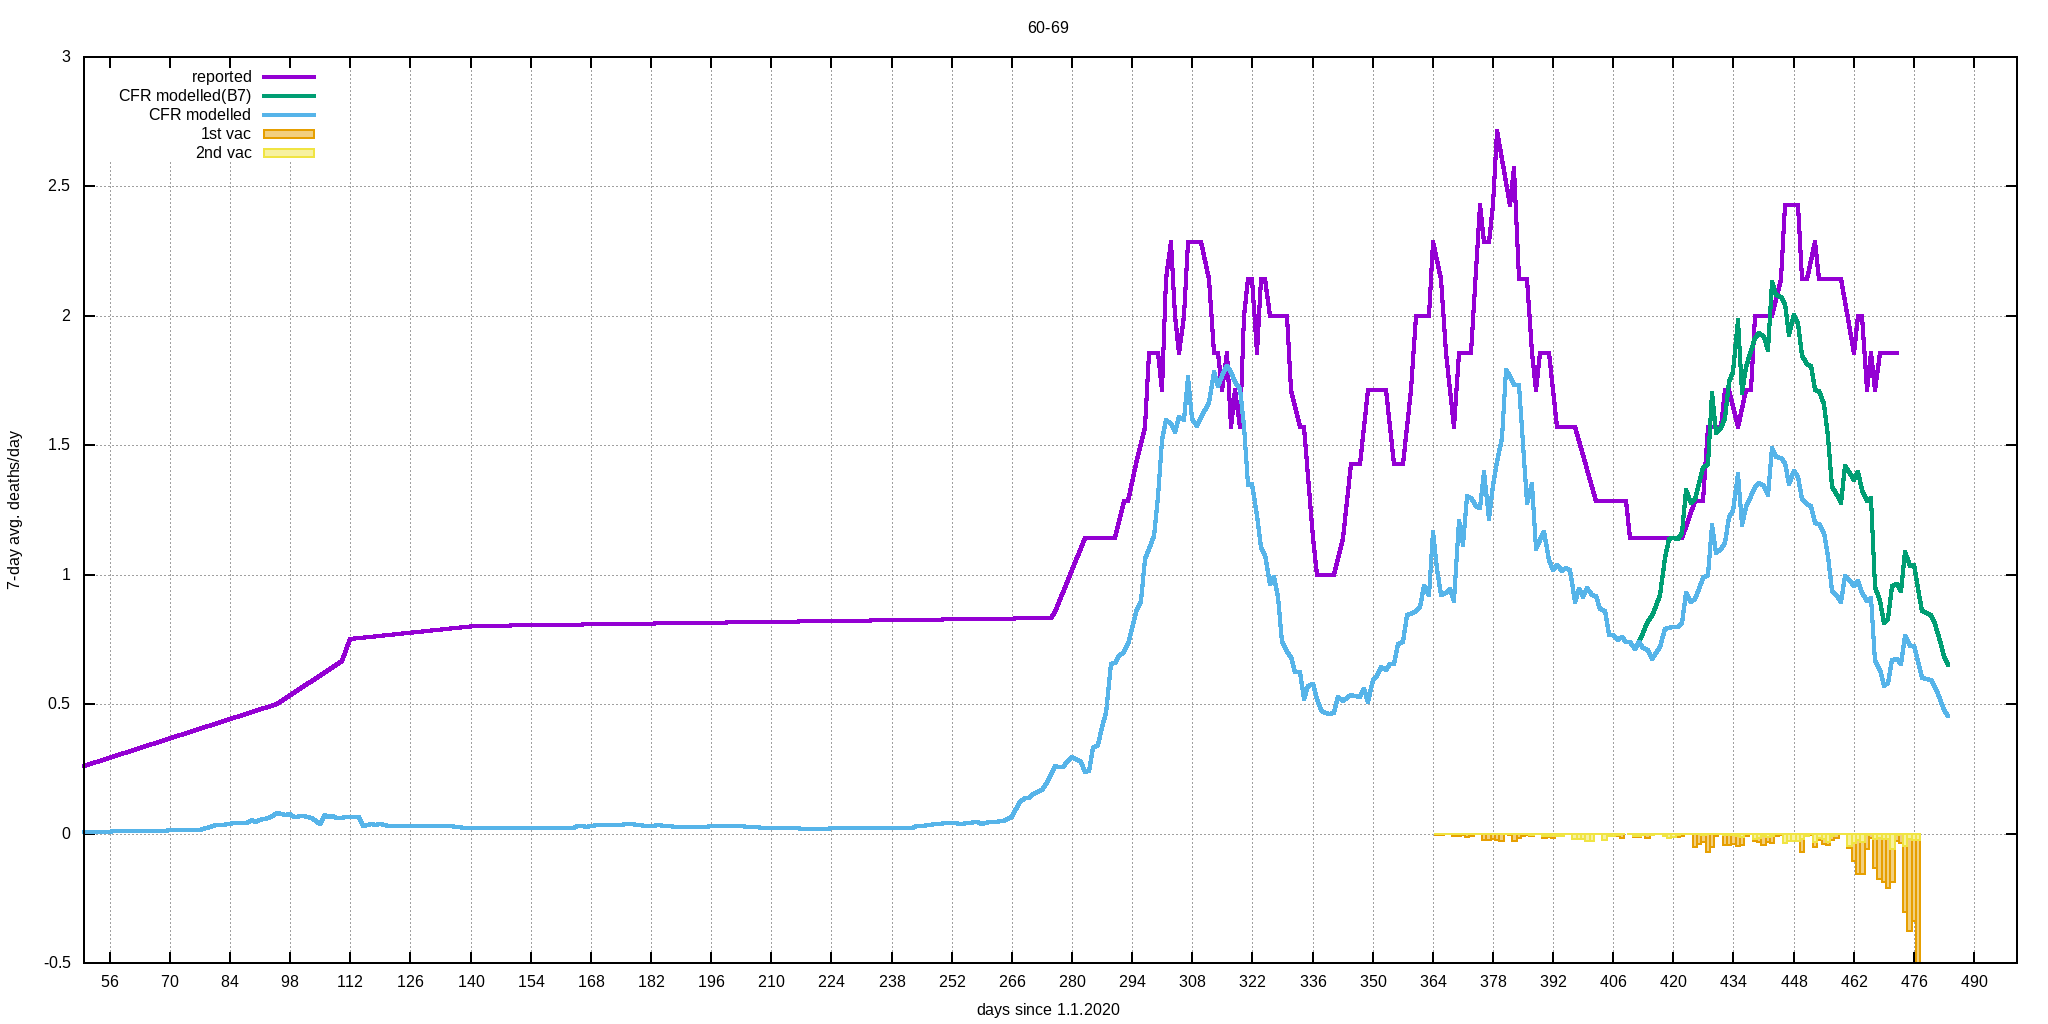 60-69
reported
CFR modelled(B7)
CFR modelled
1st vac
2nd vac
7-day avg. deaths/day
3
2.5
2
1.5
1
0.5
0
-0.5
56 70 84 98 112 126 140 154 168 182 196 210 224 238 252 266 280 294 308 322 336 350 364 378 392 406 420 434 448 462 476 490
days since 1.1.2020